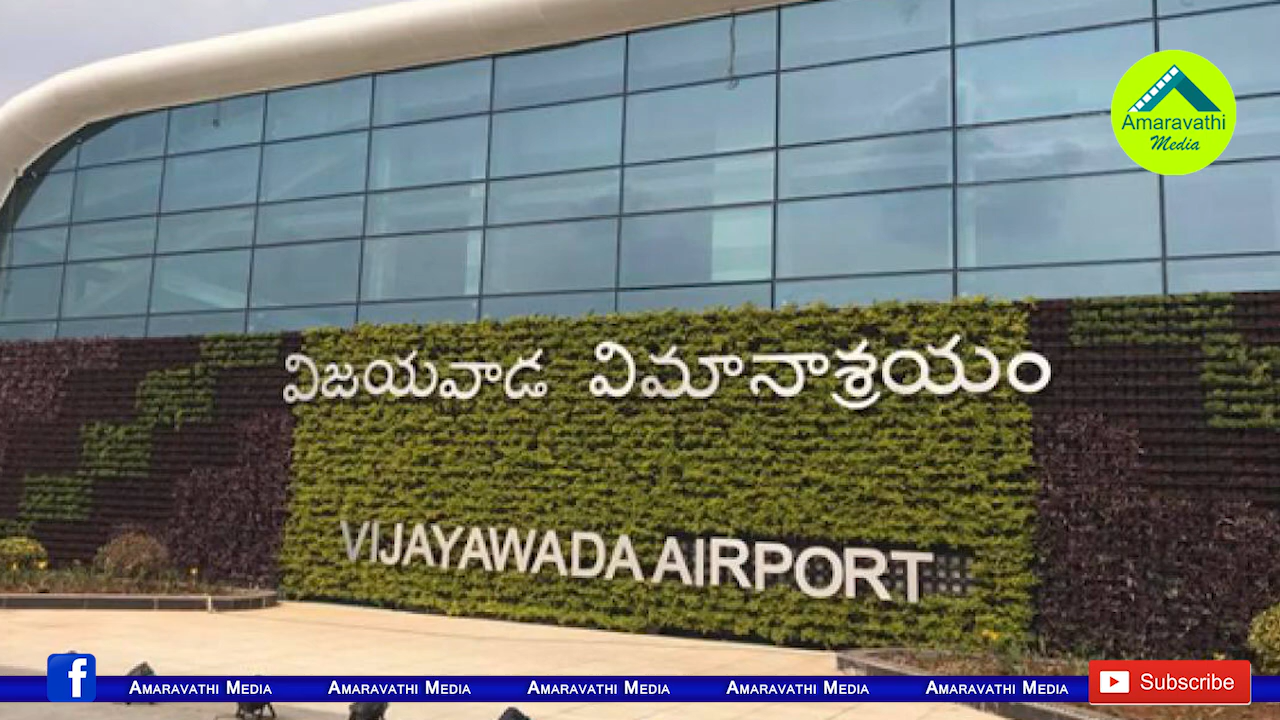 Amaravathi
Media
విజయవాడ విమానాశ్రయం
VIJAYAWADA AIRPORT
f AMARAVATHI MEDIA AMARAVATHI MEDIA AMARAVATHI MEDIA AMARAVATHI MEDIA AMARAVATHI MEDIA Subscribe